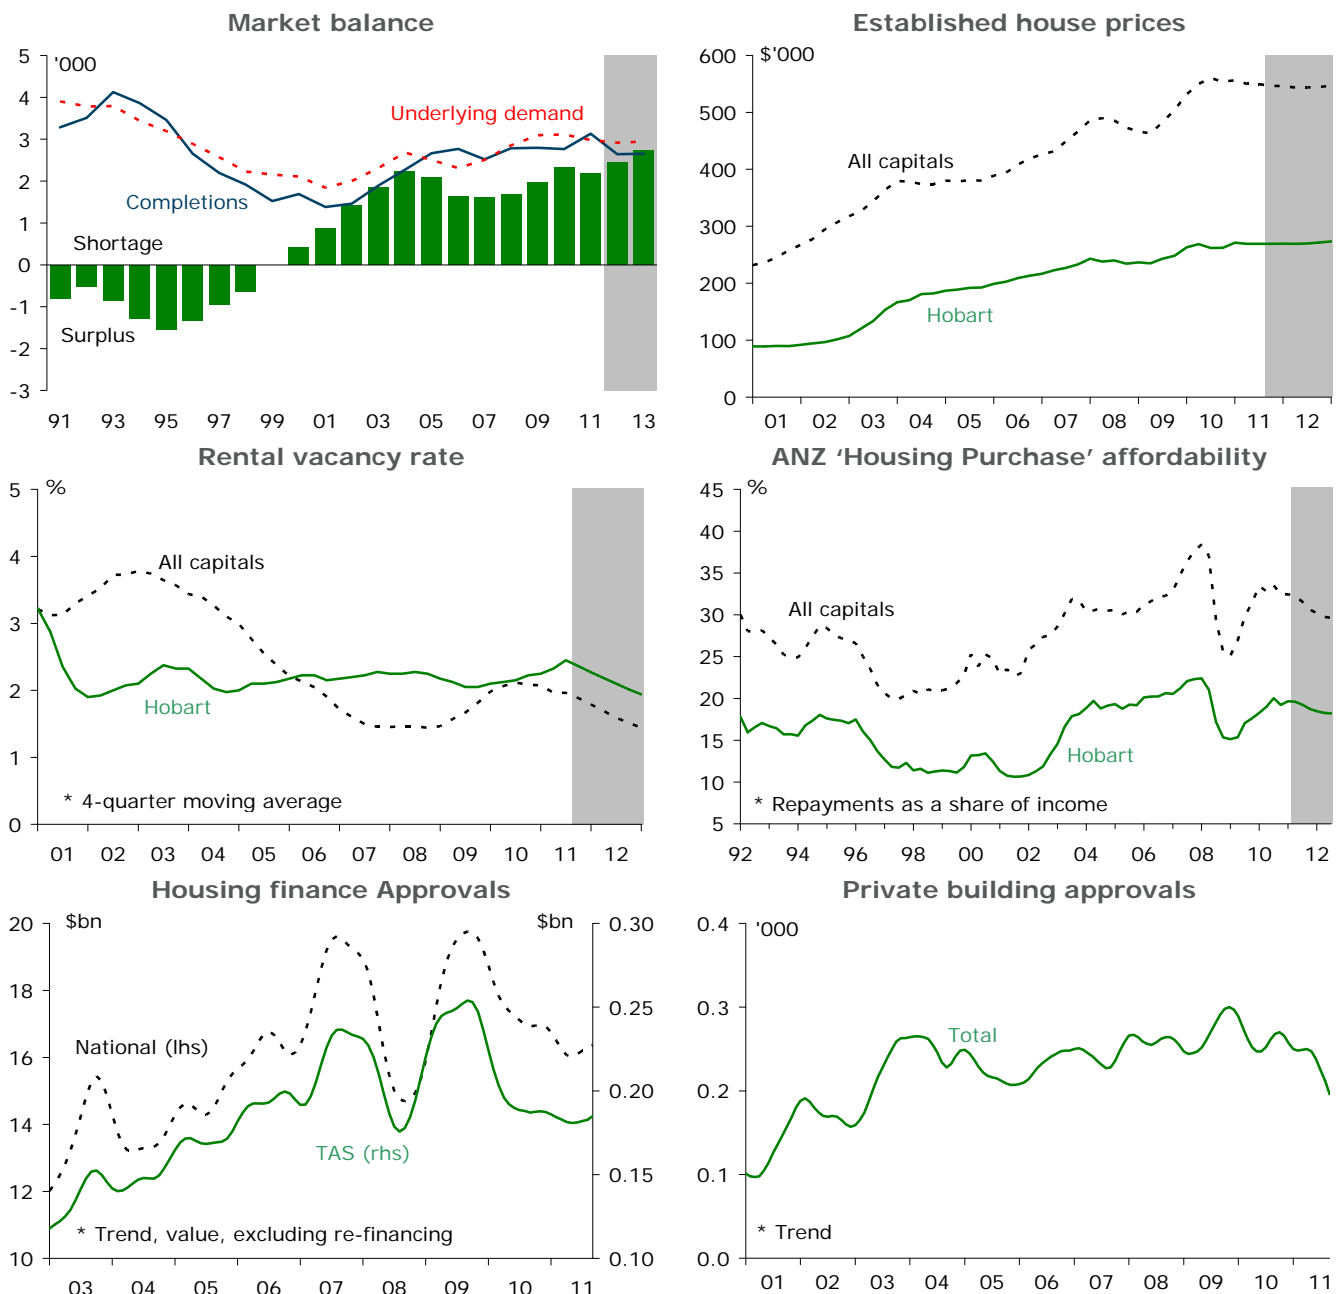 Market balance
5
'000
4
3
2
1
0
-1
-2
-3
Underlying demand
Completions
Shortage
Surplus
91 93 95 97 99 01 03 05 07 09 11 13
Established house prices
600
$'000
500
400
300
200
100
0
All capitals
Hobart
01 02 03 04 05 06 07 08 09 10 11 12
Rental vacancy rate
5
%
4
3
2
1
0
All capitals
Hobart
* 4-quarter moving average
01 02 03 04 05 06 07 08 09 10 11 12
ANZ ‘Housing Purchase’ affordability
45
%
40
35
30
25
20
15
10
5
All capitals
Hobart
* Repayments as a share of income
92 94 96 98 00 02 04 06 08 10 12
Housing finance Approvals
20
$bn
18
16
14
12
10
$bn
0.30
0.25
0.20
0.15
0.10
National (lhs)
TAS (rhs)
* Trend, value, excluding re-financing
03 04 05 06 07 08 09 10 11
Private building approvals
0.4
'000
0.3
0.2
0.1
0.0
Total
* Trend
01 02 03 04 05 06 07 08 09 10 11